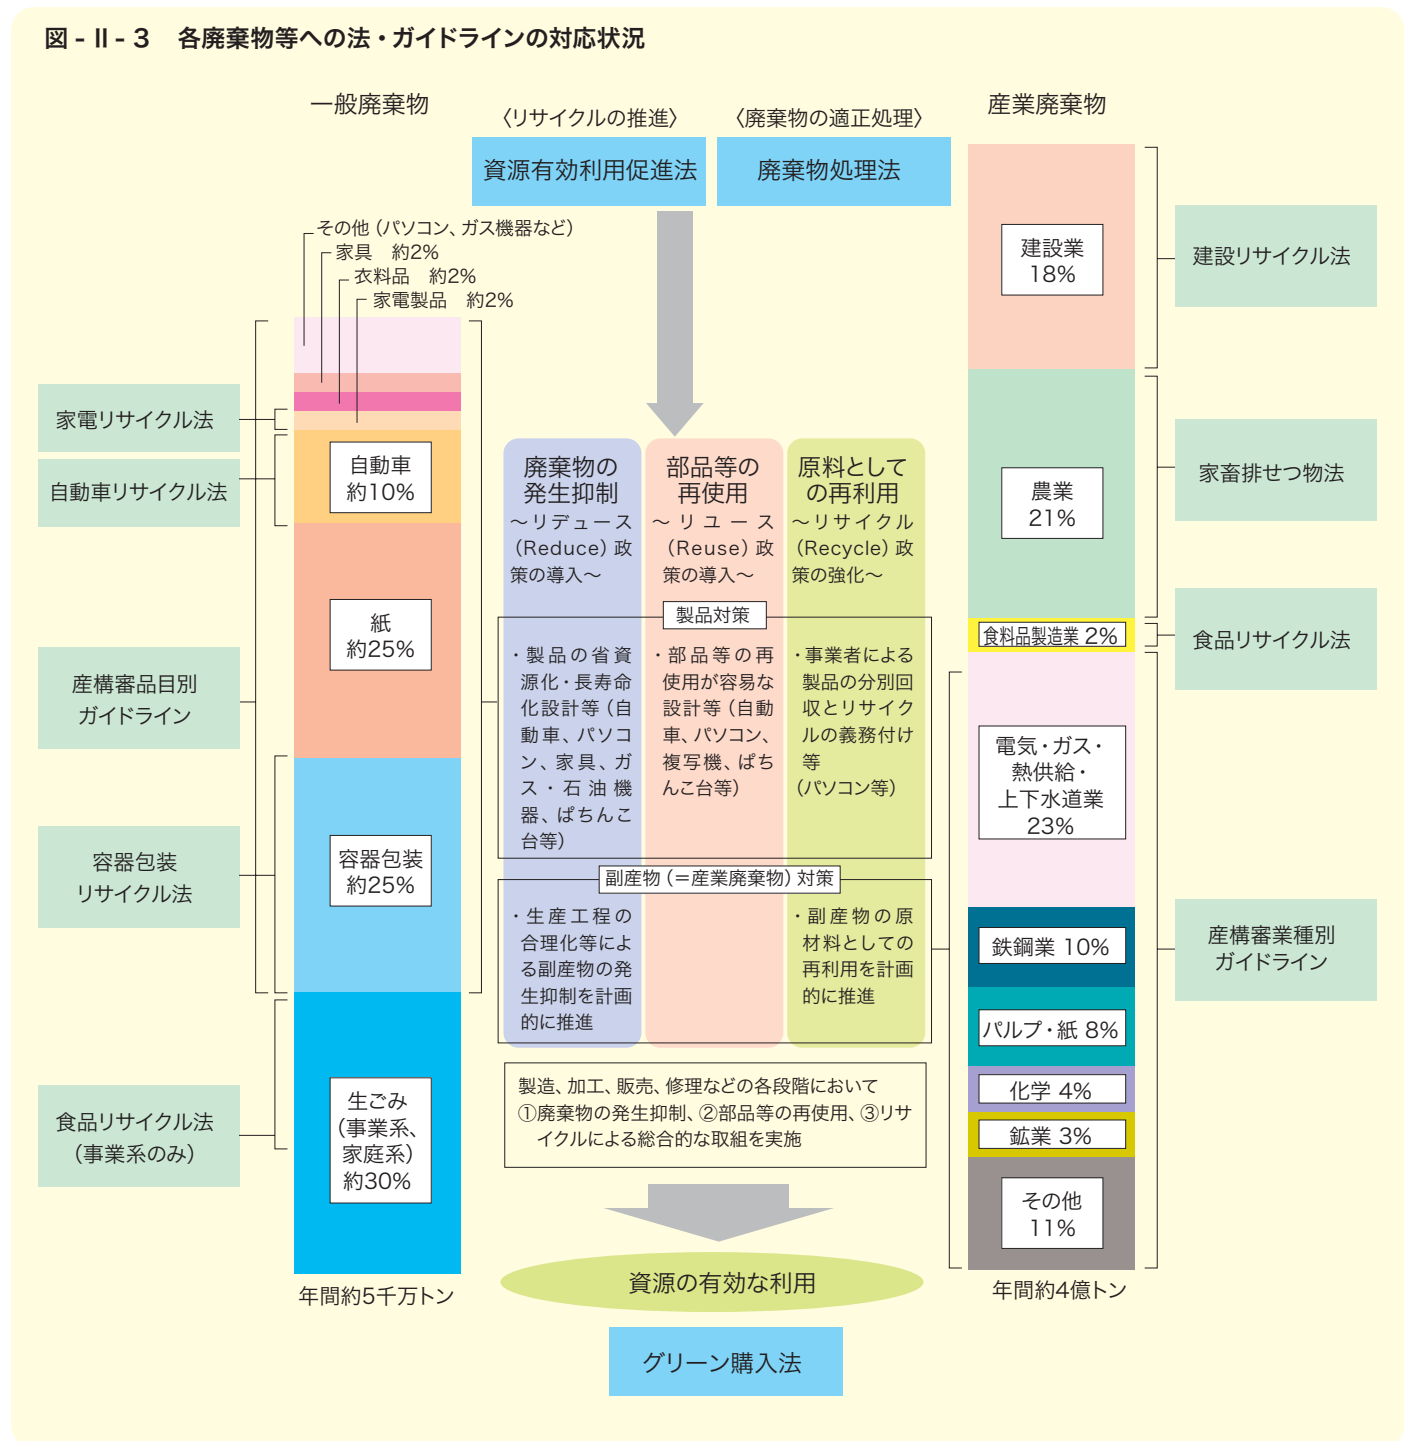 図-Ⅱ-3　各廃棄物等への法・ガイドラインの対応状況
一般廃棄物
〈リサイクルの推進〉
〈廃棄物の適正処理〉
産業廃棄物
資源有効利用促進法
廃棄物処理法
その他（パソコン、ガス機器など）
家具　約2%
衣料品　約2%
家電製品　約2%
家電リサイクル法
自動車リサイクル法
産構審品目別
ガイドライン
容器包装
リサイクル法
食品リサイクル法
（事業系のみ）
自動車
約10%
紙
約25%
容器包装
約25%
生ごみ
（事業系、
家庭系）
約30%
年間約5千万トン
廃棄物の
発生抑制
～リデュース
（Reduce）政
策の導入～
部品等の
再使用
～リユース
（Reuse）政
策の導入～
原料として
の再利用
～リサイクル
（Recycle）政
策の強化～
製品対策
・製品の省資
源化・長寿命
化設計等（自
動車、パソコ
ン、家具、ガ
ス・石油機
器、ぱちんこ
台等）
・部品等の再
使用が容易な
設計等（自動
車、パソコン、
複写機、ぱち
んこ台等）
・事業者による
製品の分別回
収とリサイク
ルの義務付け
等
（パソコン等）
副産物（＝産業廃棄物）対策
・生産工程の
合理化等によ
る副産物の発
生抑制を計画
的に推進
・副産物の原
材料としての
再利用を計画
的に推進
製造、加工、販売、修理などの各段階において
①廃棄物の発生抑制、②部品等の再使用、③リサ
イクルによる総合的な取組を実施
資源の有効な利用
グリーン購入法
建設業
18%
農業
21%
食料品製造業 2%
電気・ガス・
熱供給・
上下水道業
23%
鉄鋼業 10%
パルプ・紙 8%
化学 4%
鉱業 3%
その他
11%
年間約4億トン
建設リサイクル法
家畜排せつ物法
食品リサイクル法
産構審業種別
ガイドライン